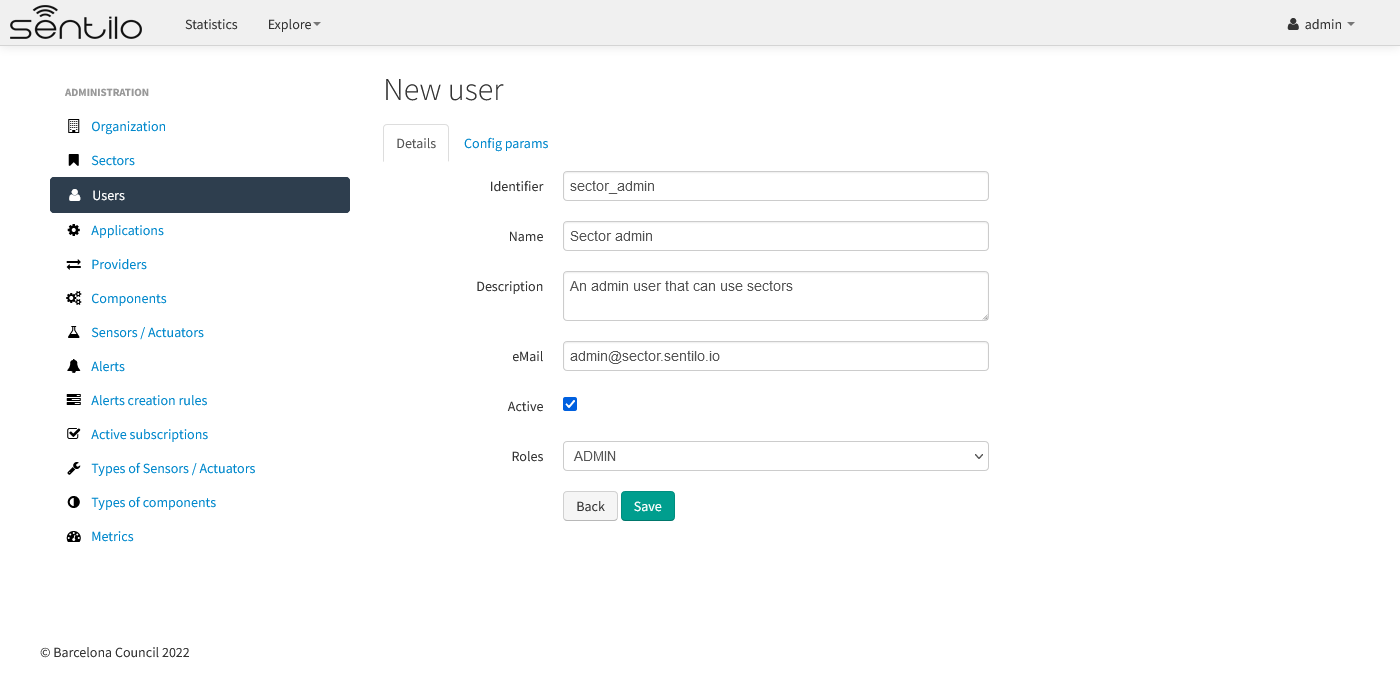 sentilo Statistics Explore admin
ADMINISTRATION
Organization
Sectors
Users
Applications
Providers
Components
Sensors / Actuators
Alerts
Alerts creation rules
Active subscriptions
Types of Sensors / Actuators
Types of components
Metrics
New user
Details Config params
Identifier sector_admin
Name Sector admin
Description An admin user that can use sectors
eMail admin@sector.sentilo.io
Active
Roles ADMIN
Back Save
© Barcelona Council 2022